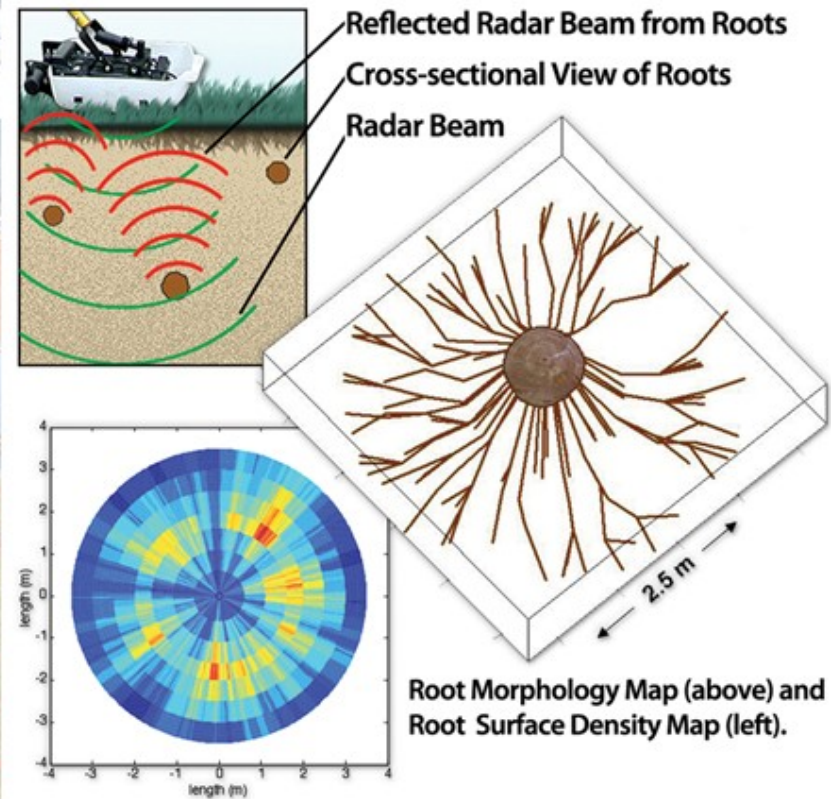 Reflected Radar Beam from Roots
Cross-sectional View of Roots
Radar Beam
2.5 m
4
3
2
1
0
-1
-2
-3
-4
length (m)
-4 -3 -2 -1 0 1 2 3 4
length (m)
Root Morphology Map (above) and
Root Surface Density Map (left).